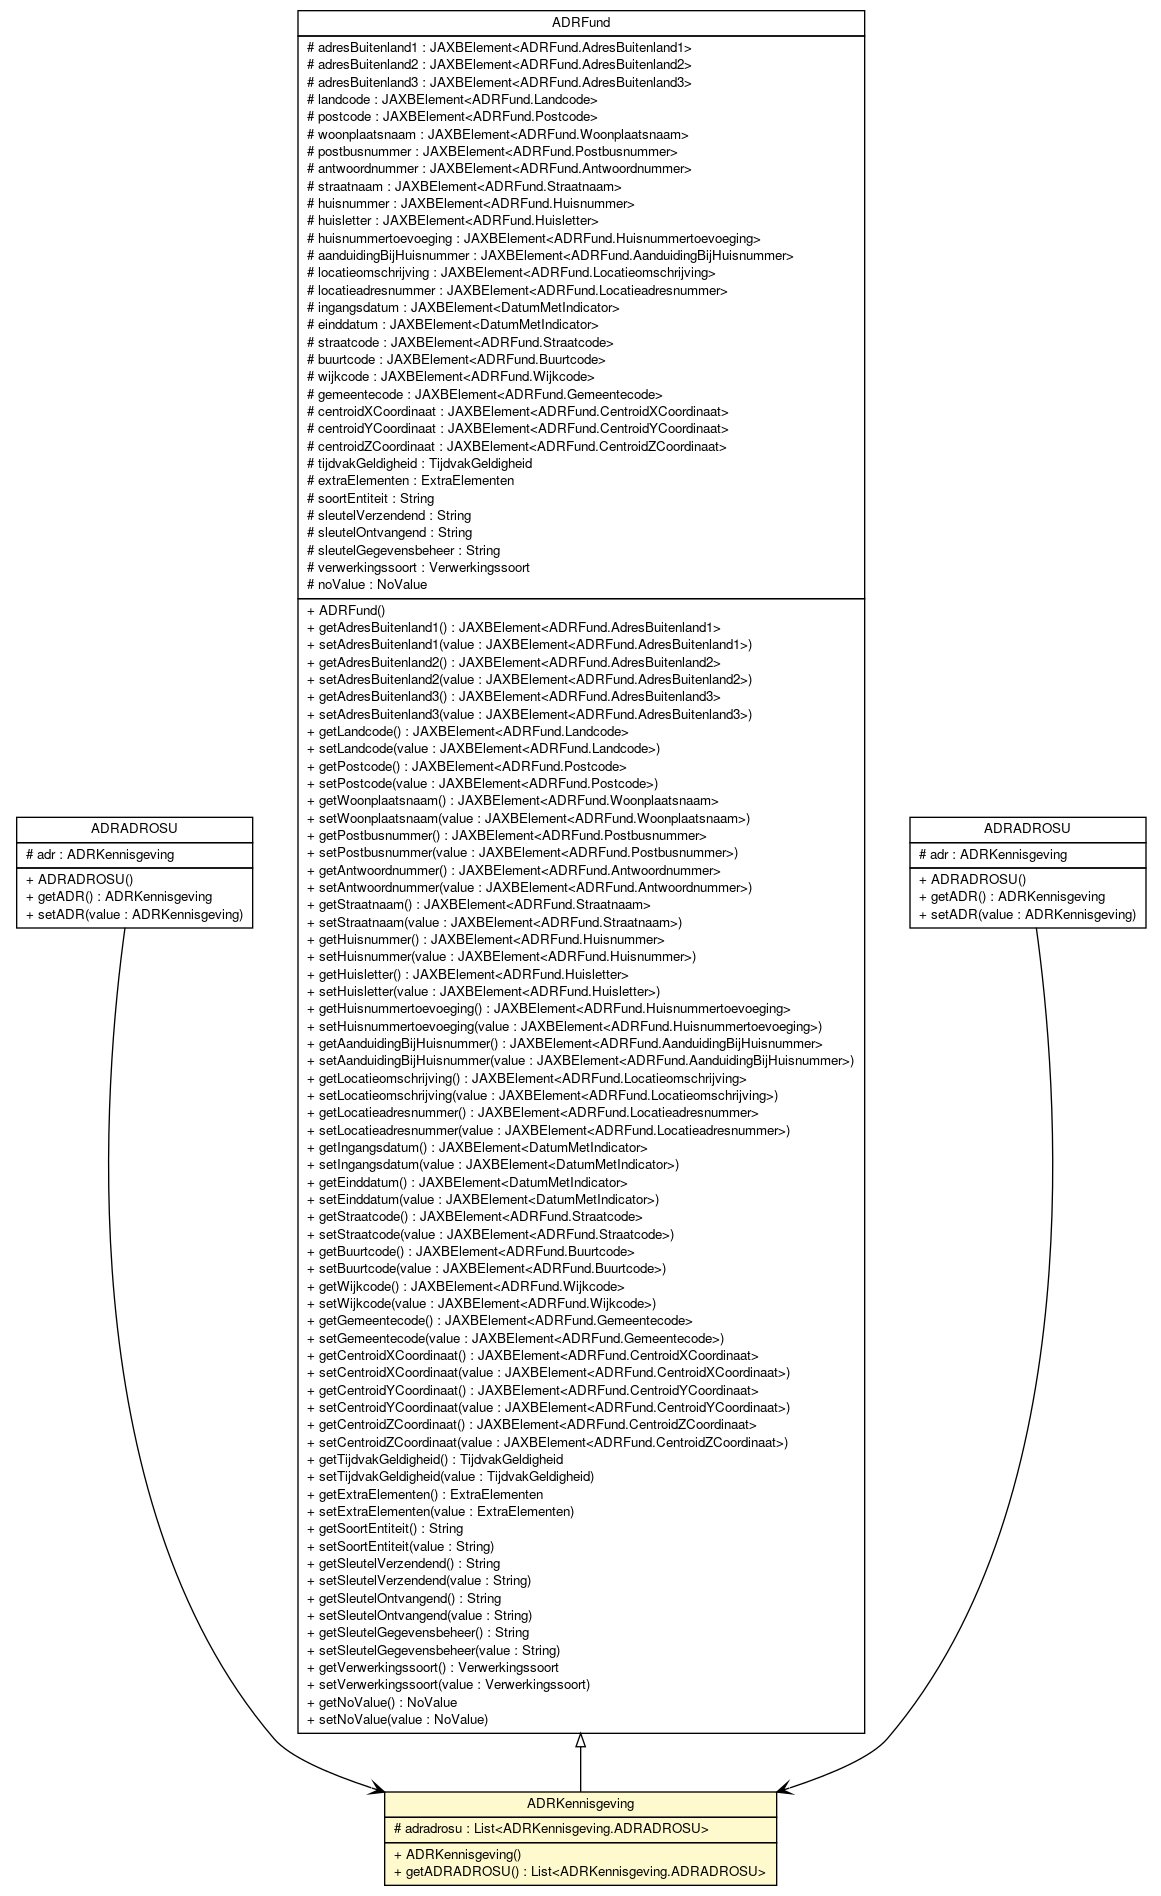 ADRFund
# adresBuitenland1 : JAXBElement<ADRFund.AdresBuitenland1>
# adresBuitenland2 : JAXBElement<ADRFund.AdresBuitenland2>
# adresBuitenland3 : JAXBElement<ADRFund.AdresBuitenland3>
# landcode : JAXBElement<ADRFund.Landcode>
# postcode : JAXBElement<ADRFund.Postcode>
# woonplaatsnaam : JAXBElement<ADRFund.Woonplaatsnaam>
# postbusnummer : JAXBElement<ADRFund.Postbusnummer>
# antwoordnummer : JAXBElement<ADRFund.Antwoordnummer>
# straatnaam : JAXBElement<ADRFund.Straatnaam>
# huisnummer : JAXBElement<ADRFund.Huisnummer>
# huisletter : JAXBElement<ADRFund.Huisletter>
# huisnummertoevoeging : JAXBElement<ADRFund.Huisnummertoevoeging>
# aanduidingBijHuisnummer : JAXBElement<ADRFund.AanduidingBijHuisnummer>
# locatieomschrijving : JAXBElement<ADRFund.Locatieomschrijving>
# locatieadresnummer : JAXBElement<ADRFund.Locatieadresnummer>
# ingangsdatum : JAXBElement<DatumMetIndicator>
# einddatum : JAXBElement<DatumMetIndicator>
# straatcode : JAXBElement<ADRFund.Straatcode>
# buurtcode : JAXBElement<ADRFund.Buurtcode>
# wijkcode : JAXBElement<ADRFund.Wijkcode>
# gemeentecode : JAXBElement<ADRFund.Gemeentecode>
# centroidXCoordinaat : JAXBElement<ADRFund.CentroidXCoordinaat>
# centroidYCoordinaat : JAXBElement<ADRFund.CentroidYCoordinaat>
# centroidZCoordinaat : JAXBElement<ADRFund.CentroidZCoordinaat>
# tijdvakGeldigheid : TijdvakGeldigheid
# extraElementen : ExtraElementen
# soortEntiteit : String
# sleutelVerzendend : String
# sleutelOntvangend : String
# sleutelGegevensbeheer : String
# verwerkingssoort : Verwerkingssoort
# noValue : NoValue
+ ADRFund()
+ getAdresBuitenland1() : JAXBElement<ADRFund.AdresBuitenland1>
+ setAdresBuitenland1(value : JAXBElement<ADRFund.AdresBuitenland1>)
+ getAdresBuitenland2() : JAXBElement<ADRFund.AdresBuitenland2>
+ setAdresBuitenland2(value : JAXBElement<ADRFund.AdresBuitenland2>)
+ getAdresBuitenland3() : JAXBElement<ADRFund.AdresBuitenland3>
+ setAdresBuitenland3(value : JAXBElement<ADRFund.AdresBuitenland3>)
+ getLandcode() : JAXBElement<ADRFund.Landcode>
+ setLandcode(value : JAXBElement<ADRFund.Landcode>)
+ getPostcode() : JAXBElement<ADRFund.Postcode>
+ setPostcode(value : JAXBElement<ADRFund.Postcode>)
+ getWoonplaatsnaam() : JAXBElement<ADRFund.Woonplaatsnaam>
+ setWoonplaatsnaam(value : JAXBElement<ADRFund.Woonplaatsnaam>)
+ getPostbusnummer() : JAXBElement<ADRFund.Postbusnummer>
+ setPostbusnummer(value : JAXBElement<ADRFund.Postbusnummer>)
+ getAntwoordnummer() : JAXBElement<ADRFund.Antwoordnummer>
+ setAntwoordnummer(value : JAXBElement<ADRFund.Antwoordnummer>)
+ getStraatnaam() : JAXBElement<ADRFund.Straatnaam>
+ setStraatnaam(value : JAXBElement<ADRFund.Straatnaam>)
+ getHuisnummer() : JAXBElement<ADRFund.Huisnummer>
+ setHuisnummer(value : JAXBElement<ADRFund.Huisnummer>)
+ getHuisletter() : JAXBElement<ADRFund.Huisletter>
+ setHuisletter(value : JAXBElement<ADRFund.Huisletter>)
+ getHuisnummertoevoeging() : JAXBElement<ADRFund.Huisnummertoevoeging>
+ setHuisnummertoevoeging(value : JAXBElement<ADRFund.Huisnummertoevoeging>)
+ getAanduidingBijHuisnummer() : JAXBElement<ADRFund.AanduidingBijHuisnummer>
+ setAanduidingBijHuisnummer(value : JAXBElement<ADRFund.AanduidingBijHuisnummer>)
+ getLocatieomschrijving() : JAXBElement<ADRFund.Locatieomschrijving>
+ setLocatieomschrijving(value : JAXBElement<ADRFund.Locatieomschrijving>)
+ getLocatieadresnummer() : JAXBElement<ADRFund.Locatieadresnummer>
+ setLocatieadresnummer(value : JAXBElement<ADRFund.Locatieadresnummer>)
+ getIngangsdatum() : JAXBElement<DatumMetIndicator>
+ setIngangsdatum(value : JAXBElement<DatumMetIndicator>)
+ getEinddatum() : JAXBElement<DatumMetIndicator>
+ setEinddatum(value : JAXBElement<DatumMetIndicator>)
+ getStraatcode() : JAXBElement<ADRFund.Straatcode>
+ setStraatcode(value : JAXBElement<ADRFund.Straatcode>)
+ getBuurtcode() : JAXBElement<ADRFund.Buurtcode>
+ setBuurtcode(value : JAXBElement<ADRFund.Buurtcode>)
+ getWijkcode() : JAXBElement<ADRFund.Wijkcode>
+ setWijkcode(value : JAXBElement<ADRFund.Wijkcode>)
+ getGemeentecode() : JAXBElement<ADRFund.Gemeentecode>
+ setGemeentecode(value : JAXBElement<ADRFund.Gemeentecode>)
+ getCentroidXCoordinaat() : JAXBElement<ADRFund.CentroidXCoordinaat>
+ setCentroidXCoordinaat(value : JAXBElement<ADRFund.CentroidXCoordinaat>)
+ getCentroidYCoordinaat() : JAXBElement<ADRFund.CentroidYCoordinaat>
+ setCentroidYCoordinaat(value : JAXBElement<ADRFund.CentroidYCoordinaat>)
+ getCentroidZCoordinaat() : JAXBElement<ADRFund.CentroidZCoordinaat>
+ setCentroidZCoordinaat(value : JAXBElement<ADRFund.CentroidZCoordinaat>)
+ getTijdvakGeldigheid() : TijdvakGeldigheid
+ setTijdvakGeldigheid(value : TijdvakGeldigheid)
+ getExtraElementen() : ExtraElementen
+ setExtraElementen(value : ExtraElementen)
+ getSoortEntiteit() : String
+ setSoortEntiteit(value : String)
+ getSleutelVerzendend() : String
+ setSleutelVerzendend(value : String)
+ getSleutelOntvangend() : String
+ setSleutelOntvangend(value : String)
+ getSleutelGegevensbeheer() : String
+ setSleutelGegevensbeheer(value : String)
+ getVerwerkingssoort() : Verwerkingssoort
+ setVerwerkingssoort(value : Verwerkingssoort)
+ getNoValue() : NoValue
+ setNoValue(value : NoValue)
ADRADROSU
# adr : ADRKennisgeving
+ ADRADROSU()
+ getADR() : ADRKennisgeving
+ setADR(value : ADRKennisgeving)
ADRADROSU
# adr : ADRKennisgeving
+ ADRADROSU()
+ getADR() : ADRKennisgeving
+ setADR(value : ADRKennisgeving)
ADRKennisgeving
# adradrosu : List<ADRKennisgeving.ADRADROSU>
+ ADRKennisgeving()
+ getADRADROSU() : List<ADRKennisgeving.ADRADROSU>